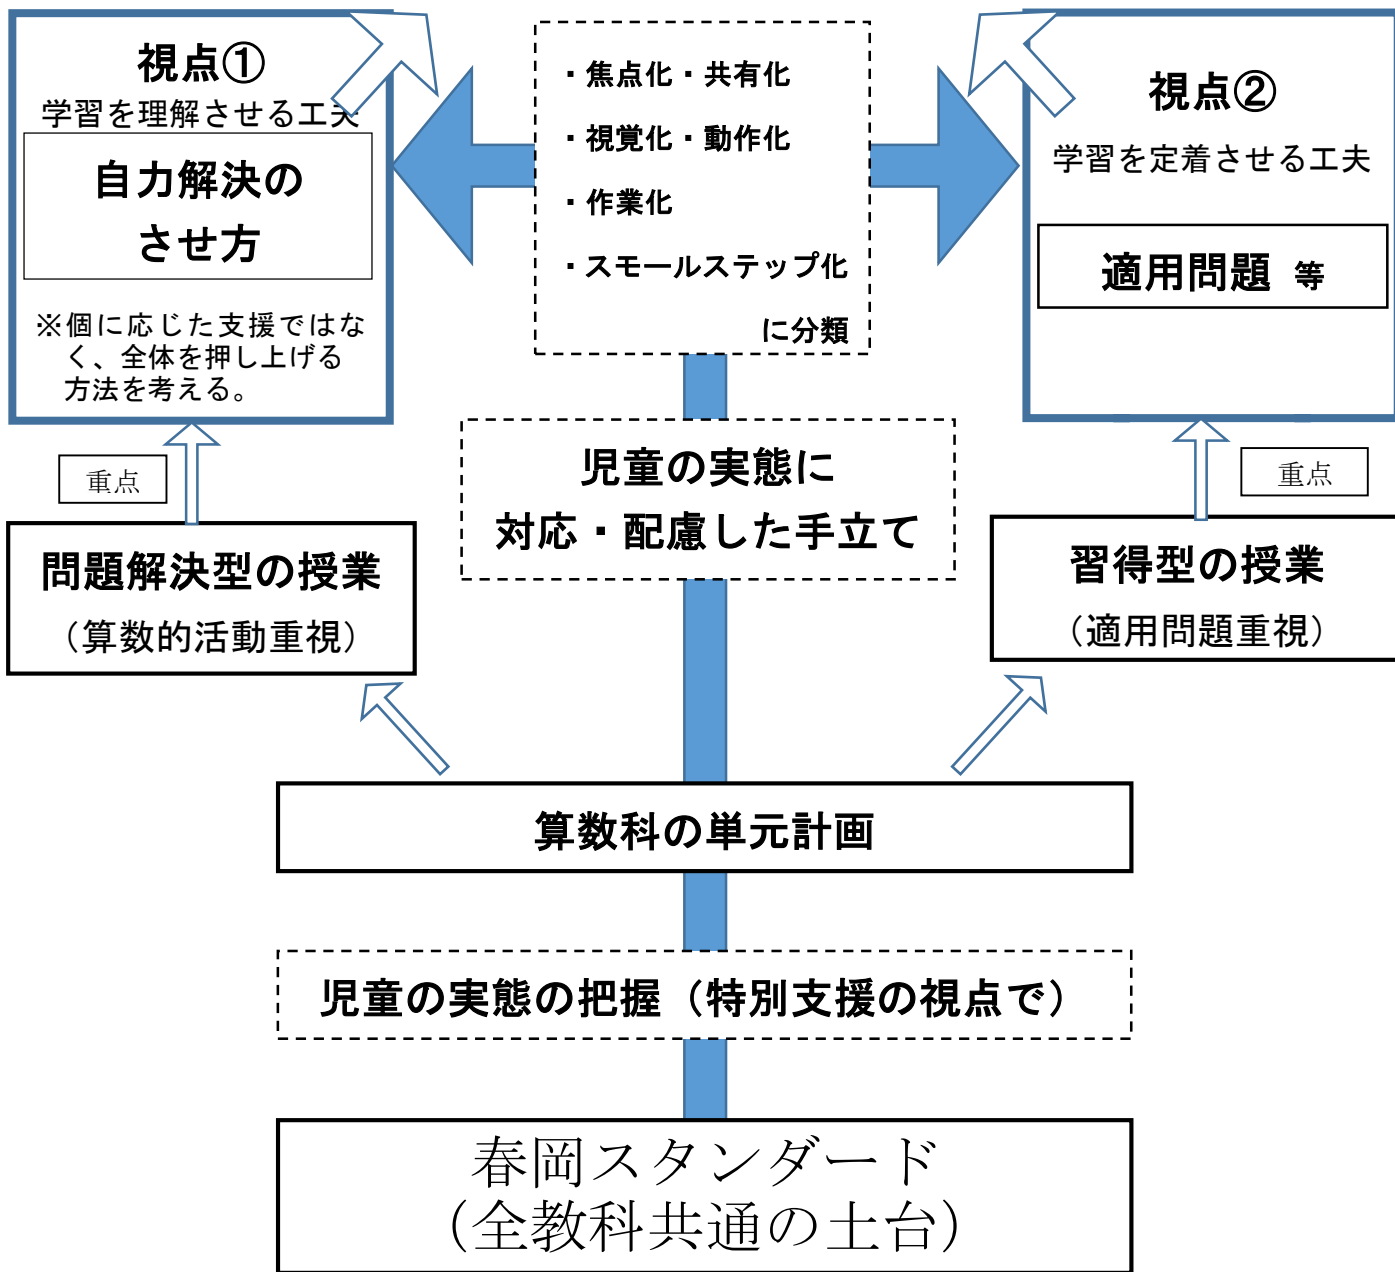 視点①
学習を理解させる工夫
自力解決の
させ方
※個に応じた支援ではな
く、全体を押し上げる
方法を考える。
・焦点化・共有化
・視覚化・動作化
・作業化
・スモールステップ化
に分類
視点②
学習を定着させる工夫
適用問題 等
重点
児童の実態に
対応・配慮した手立て
重点
問題解決型の授業
（算数的活動重視）
習得型の授業
（適用問題重視）
算数科の単元計画
児童の実態の把握（特別支援の視点で）
春岡スタンダード
（全教科共通の土台）